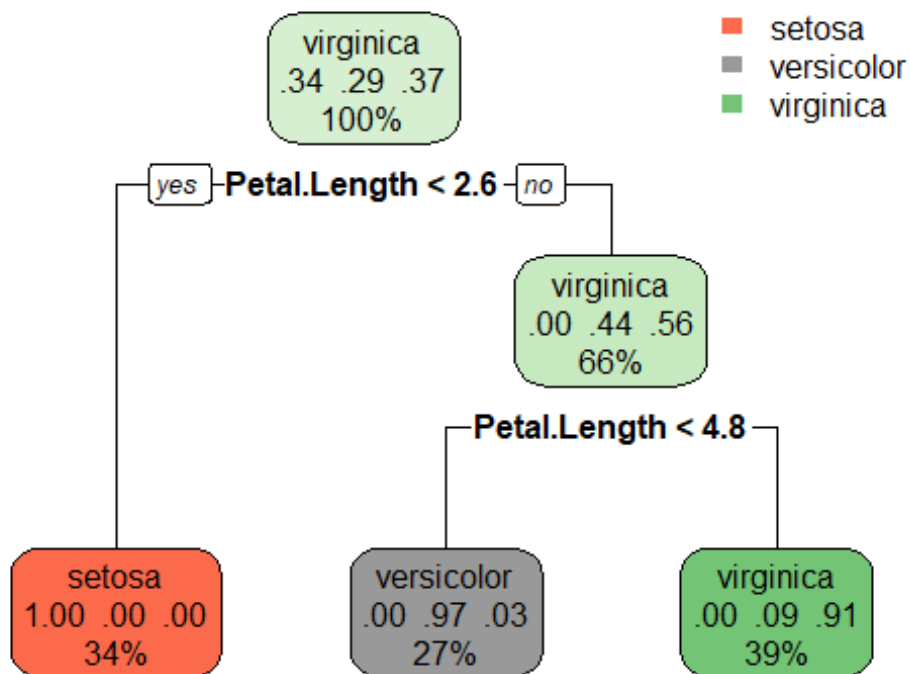 virginica
.34 .29 .37
100%
setosa
versicolor
virginica
yes Petal.Length < 2.6 no
virginica
.00 .44 .56
66%
Petal.Length < 4.8
setosa
1.00 .00 .00
34%
versicolor
.00 .97 .03
27%
virginica
.00 .09 .91
39%